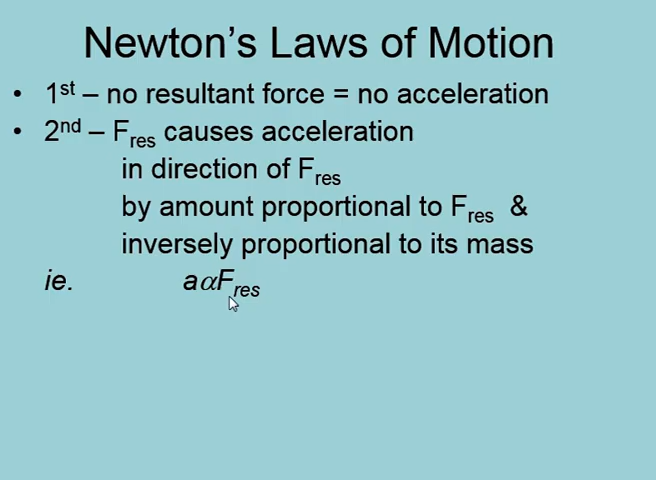 Newton's Laws of Motion
• 1st – no resultant force = no acceleration
• 2nd – Fres causes acceleration
in direction of Fres
by amount proportional to Fres &
inversely proportional to its mass
ie. aαFres